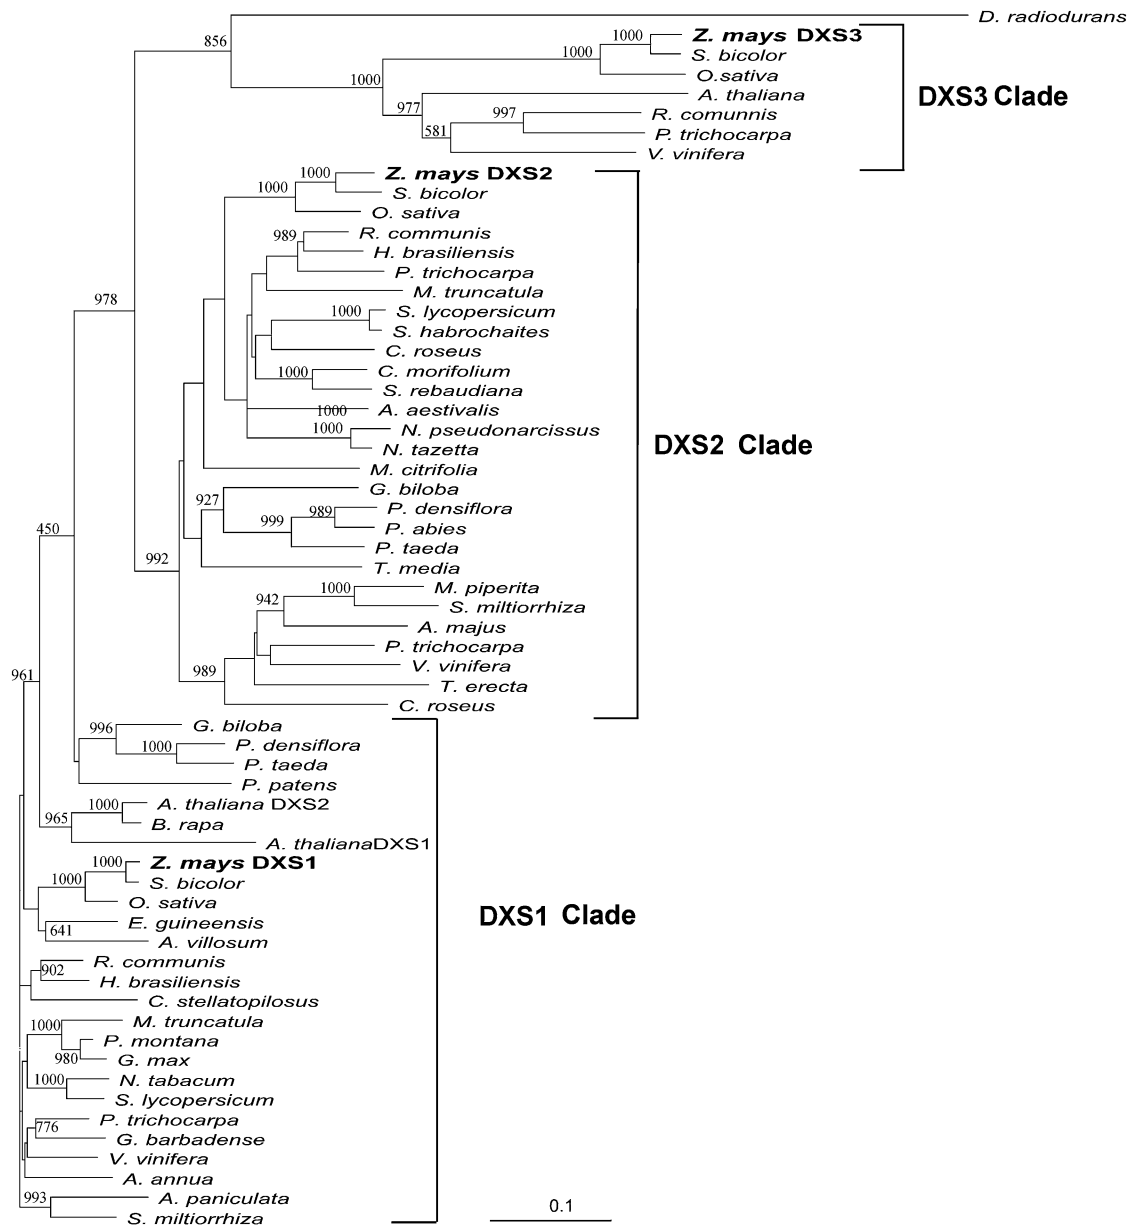 D. radiodurans
856
1000
Z. mays DXS3
1000
S. bicolor
O.sativa
1000
A. thaliana
DXS3 Clade
977
997
R. comunnis
581
P. trichocarpa
V. vinifera
1000
Z. mays DXS2
1000
S. bicolor
O. sativa
989
R. communis
H. brasiliensis
P. trichocarpa
M. truncatula
978
1000
S. lycopersicum
S. habrochaites
C. roseus
1000
C. morifolium
S. rebaudiana
1000
A. aestivalis
1000
N. pseudonarcissus
N. tazetta
DXS2 Clade
M. citrifolia
G. biloba
927
989
P. densiflora
999
P. abies
450
P. taeda
992
T. media
1000
M. piperita
942
S. miltiorrhiza
A. majus
P. trichocarpa
989
V. vinifera
961
T. erecta
C. roseus
996
G. biloba
1000
P. densiflora
P. taeda
P. patens
1000
A. thaliana DXS2
965
B. rapa
A. thalianaDXS1
1000
Z. mays DXS1
1000
S. bicolor
O. sativa
E. guineensis
DXS1 Clade
641
A. villosum
R. communis
902
H. brasiliensis
C. stellatopilosus
1000
M. truncatula
P. montana
980
G. max
1000
N. tabacum
S. lycopersicum
P. trichocarpa
776
G. barbadense
V. vinifera
A. annua
993
A. paniculata
S. miltiorrhiza
0.1